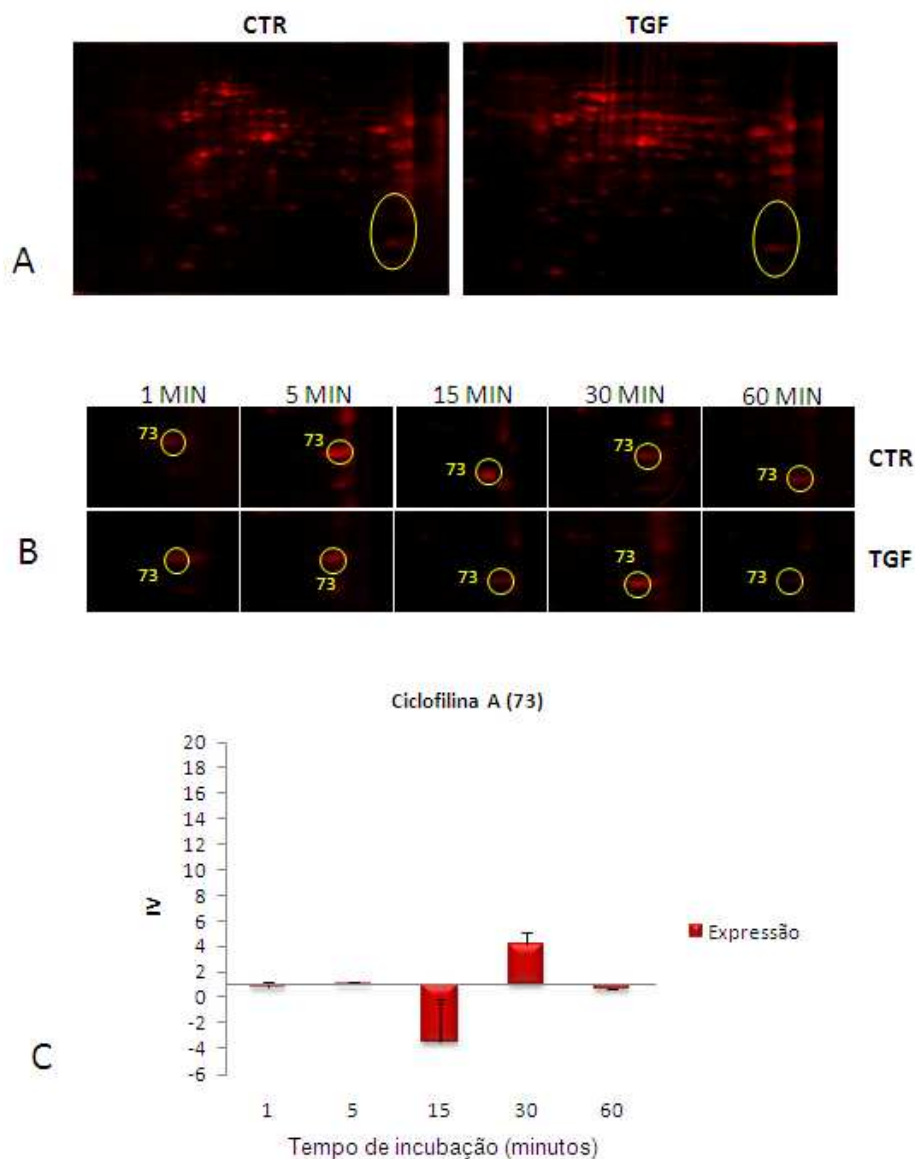 CTR TGF
A
1 MIN 5 MIN 15 MIN 30 MIN 60 MIN
73 73 73 73 73
CTR
B
73 73 73 73 73
TGF
Ciclofilina A (73)
20
18
16
14
12
10
8
6
4
2
0
-2
-4
-6
IV
Expressão
C
1 5 15 30 60
Tempo de incubação (minutos)